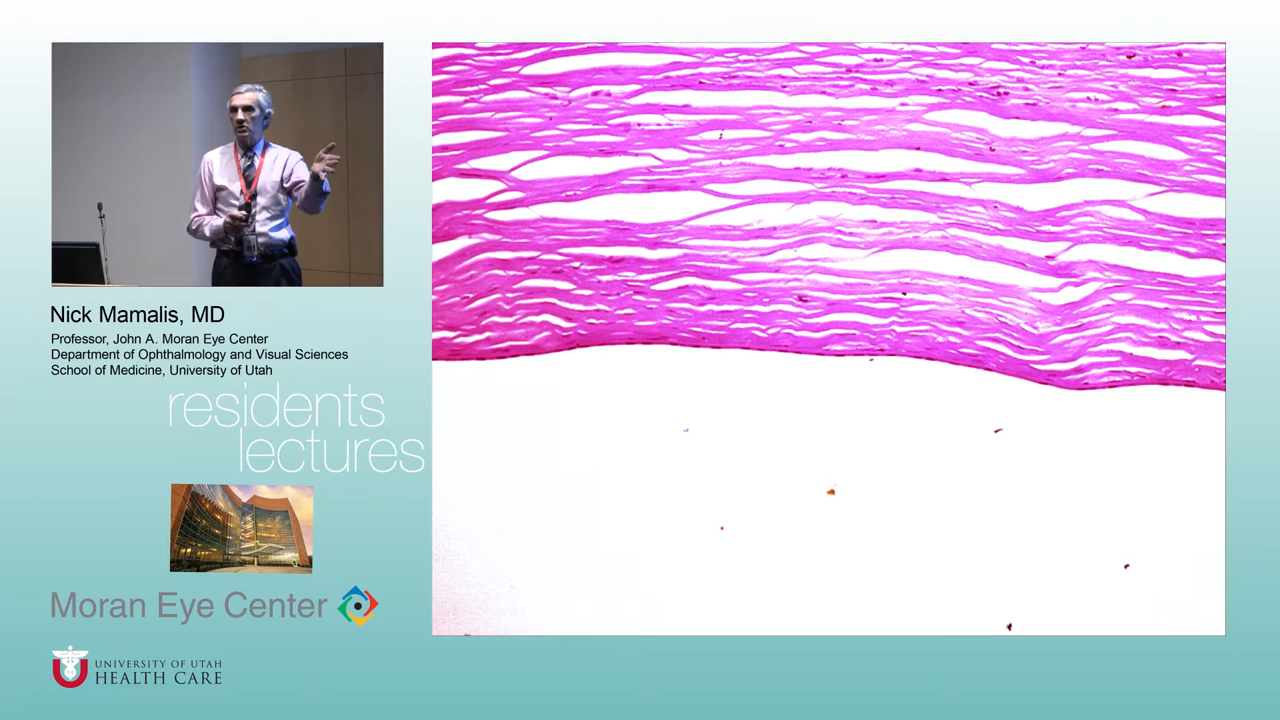 Nick Mamalis, MD
Professor, John A. Moran Eye Center
Department of Ophthalmology and Visual Sciences
School of Medicine, University of Utah
residents
lectures
Moran Eye Center
UNIVERSITY OF UTAH
HEALTH CARE